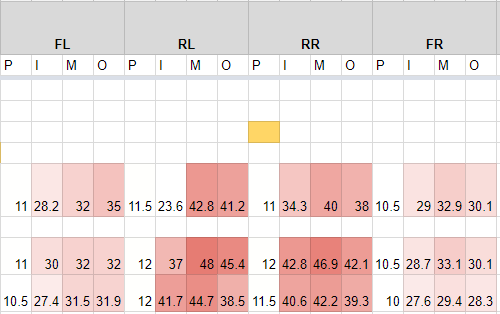 FL RL RR FR
P I M O P I M O P I M O P I M O
11 28.2 32 35 11.5 23.6 42.8 41.2 11 34.3 40 38 10.5 29 32.9 30.1
11 30 32 32 12 37 48 45.4 12 42.8 46.9 42.1 10.5 28.7 33.1 30.1
10.5 27.4 31.5 31.9 12 41.7 44.7 38.5 11.5 40.6 42.2 39.3 10 27.6 29.4 28.3